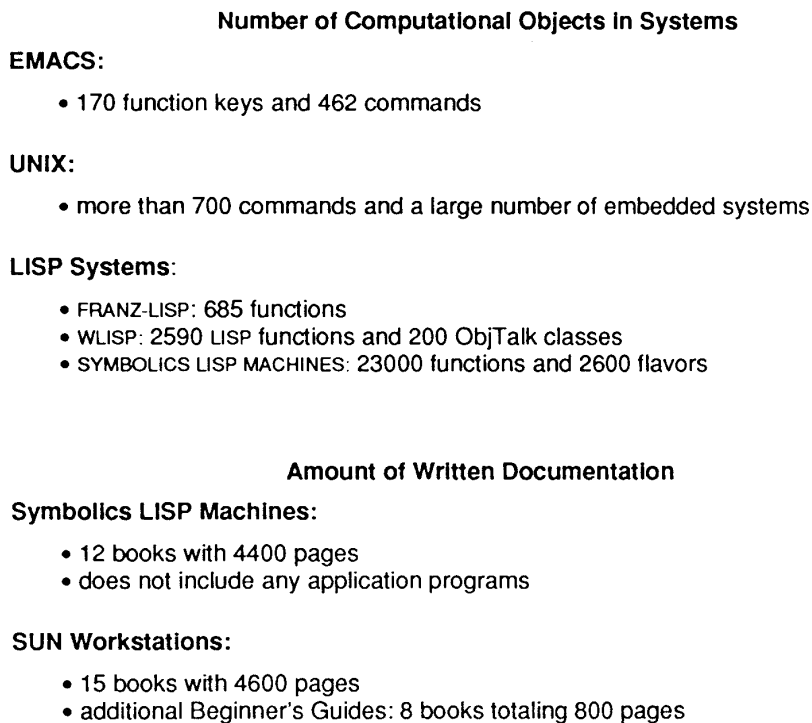 Number of Computational Objects in Systems
EMACS:
• 170 function keys and 462 commands
UNIX:
• more than 700 commands and a large number of embedded systems
LISP Systems:
• FRANZ-LISP: 685 functions
• WLISP: 2590 LISP functions and 200 ObjTalk classes
• SYMBOLICS LISP MACHINES: 23000 functions and 2600 flavors
Amount of Written Documentation
Symbolics LISP Machines:
• 12 books with 4400 pages
• does not include any application programs
SUN Workstations:
• 15 books with 4600 pages
• additional Beginner's Guides: 8 books totaling 800 pages